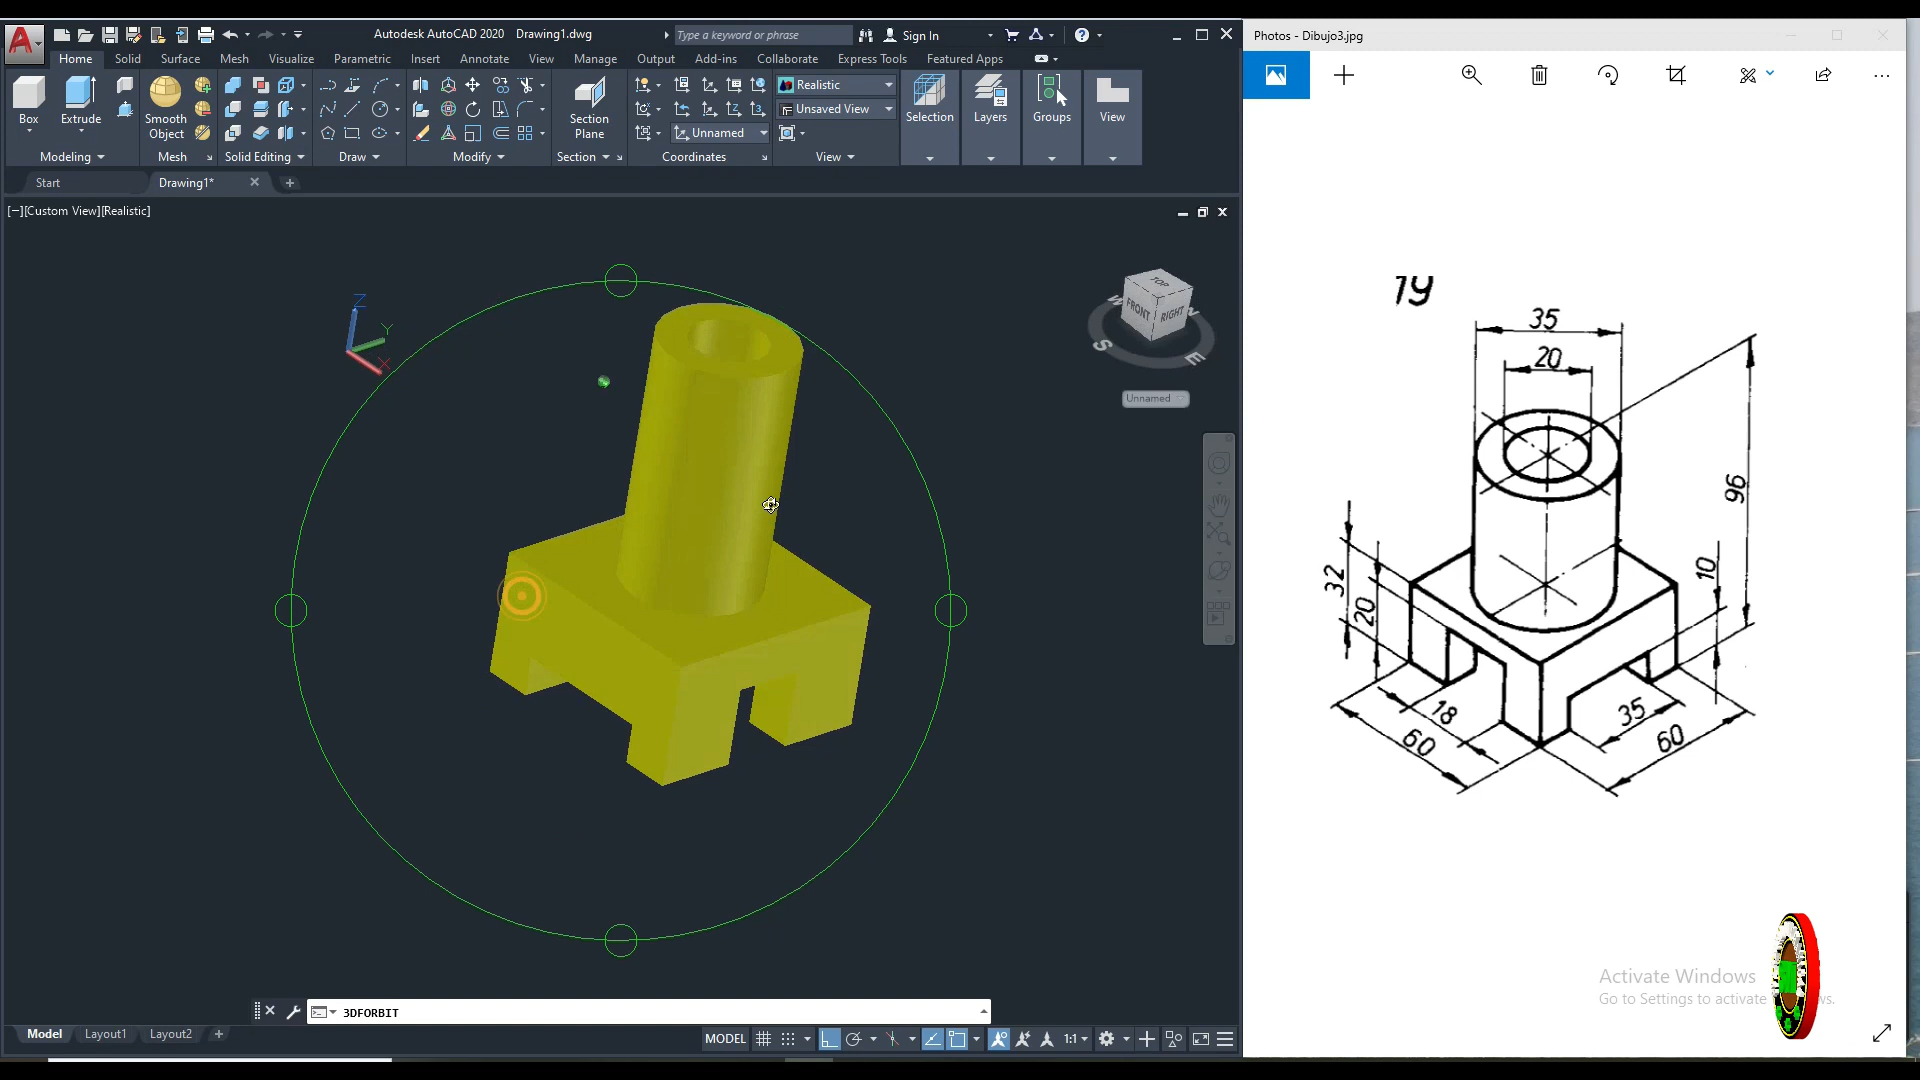 Autodesk AutoCAD 2020 Drawing1.dwg
Type a keyword or phrase
Sign In
Home Solid Surface Mesh Visualize Parametric Insert Annotate View Manage Output Add-ins Collaborate Express Tools Featured Apps
Box Extrude Smooth Object Section Plane
Realistic
Unsaved View
Unnamed
Selection Layers Groups View
Modeling Mesh Solid Editing Draw Modify Section Coordinates View
Start Drawing1*
[−][Custom View][Realistic]
Z
Y
X
TOP
FRONT RIGHT
W
S E
Unnamed
3DFORBIT
Model Layout1 Layout2
MODEL 1:1
Photos - Dibujo3.jpg
19
35
20
96
32
20
10
18
60
35
60
Activate Windows
Go to Settings to activate
ws.